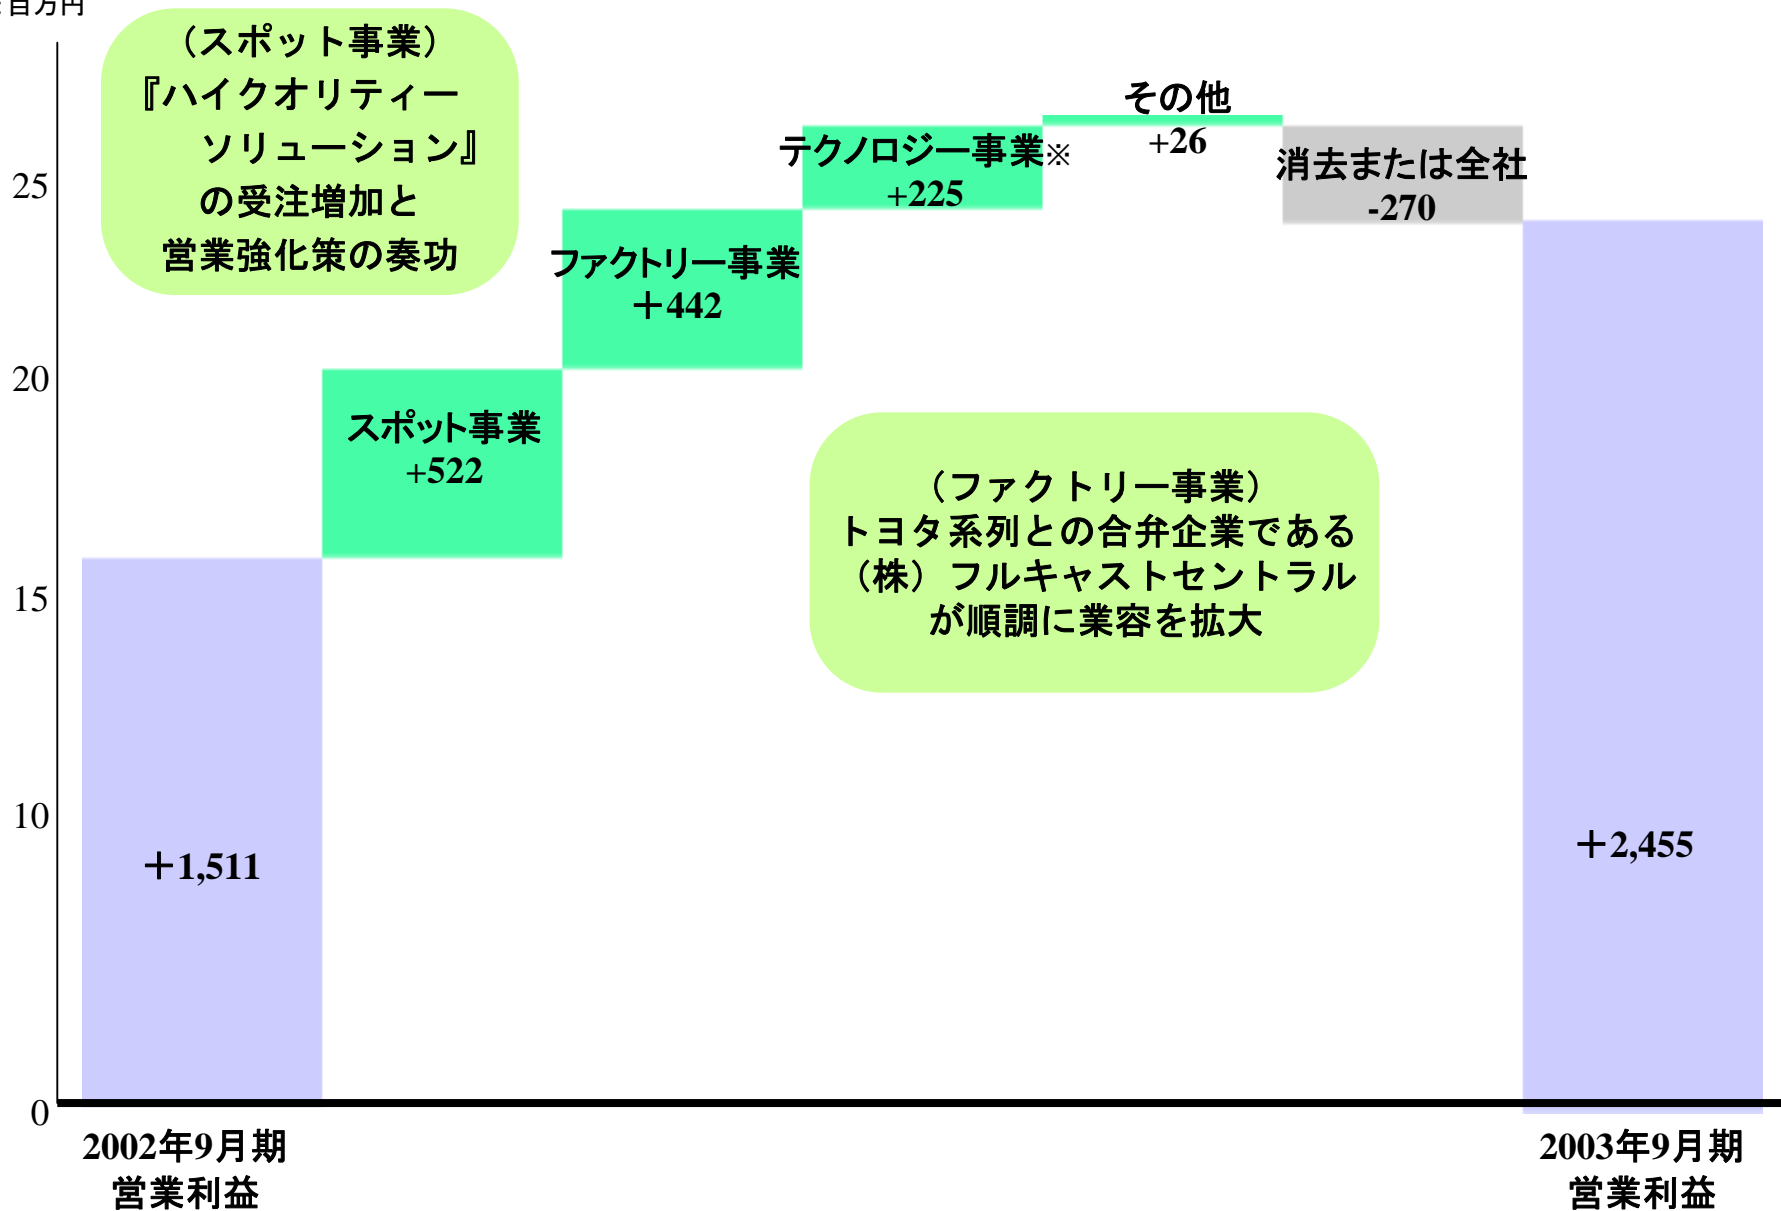 百万円
（スポット事業）
『ハイクオリティー
ソリューション』
の受注増加と
営業強化策の奏功
その他
+26
テクノロジー事業※
+225
消去または全社
-270
25
ファクトリー事業
＋442
20
スポット事業
+522
（ファクトリー事業）
トヨタ系列との合弁企業である
（株）フルキャストセントラル
が順調に業容を拡大
15
10
＋1,511
＋2,455
0
2002年9月期
営業利益
2003年9月期
営業利益